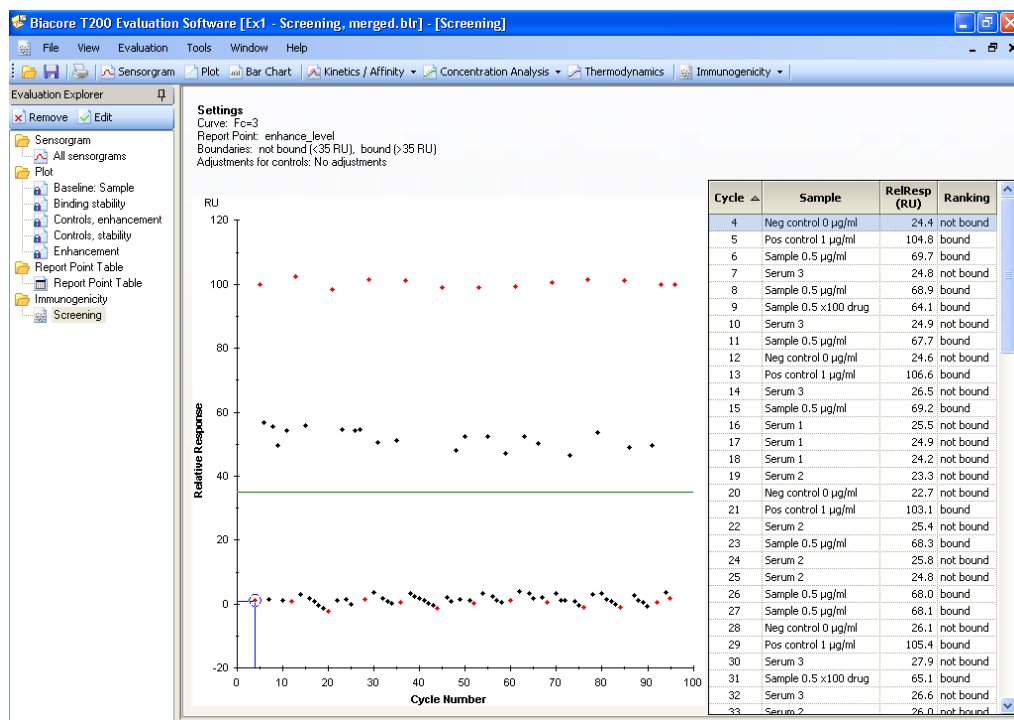 Biacore T200 Evaluation Software [Ex1 - Screening, merged.blr] - [Screening]
File View Evaluation Tools Window Help
Sensorgram Plot Bar Chart Kinetics / Affinity Concentration Analysis Thermodynamics Immunogenicity
Evaluation Explorer
Remove Edit
Sensorgram
All sensorgrams
Plot
Baseline: Sample
Binding stability
Controls, enhancement
Controls, stability
Enhancement
Report Point Table
Report Point Table
Immunogenicity
Screening
Settings
Curve: Fc=3
Report Point: enhance_level
Boundaries: not bound (<35 RU), bound (>35 RU)
Adjustments for controls: No adjustments
RU
120
100
80
60
40
20
0
-20
Relative Response
0 10 20 30 40 50 60 70 80 90 100
Cycle Number
Cycle Sample RelResp (RU) Ranking
4 Neg control 0 µg/ml 24.4 not bound
5 Pos control 1 µg/ml 104.8 bound
6 Sample 0.5 µg/ml 69.7 bound
7 Serum 3 24.8 not bound
8 Sample 0.5 µg/ml 68.9 bound
9 Sample 0.5 x100 drug 64.1 bound
10 Serum 3 24.9 not bound
11 Sample 0.5 µg/ml 67.7 bound
12 Neg control 0 µg/ml 24.6 not bound
13 Pos control 1 µg/ml 106.6 bound
14 Serum 3 26.5 not bound
15 Sample 0.5 µg/ml 69.2 bound
16 Serum 1 25.5 not bound
17 Serum 1 24.9 not bound
18 Serum 1 24.2 not bound
19 Serum 2 23.3 not bound
20 Neg control 0 µg/ml 22.7 not bound
21 Pos control 1 µg/ml 103.1 bound
22 Serum 2 25.4 not bound
23 Sample 0.5 µg/ml 68.3 bound
24 Serum 2 25.8 not bound
25 Serum 2 24.8 not bound
26 Sample 0.5 µg/ml 68.0 bound
27 Sample 0.5 µg/ml 68.1 bound
28 Neg control 0 µg/ml 26.1 not bound
29 Pos control 1 µg/ml 105.4 bound
30 Serum 3 27.9 not bound
31 Sample 0.5 x100 drug 65.1 bound
32 Serum 3 26.6 not bound
33 Serum 2 26.0 not bound